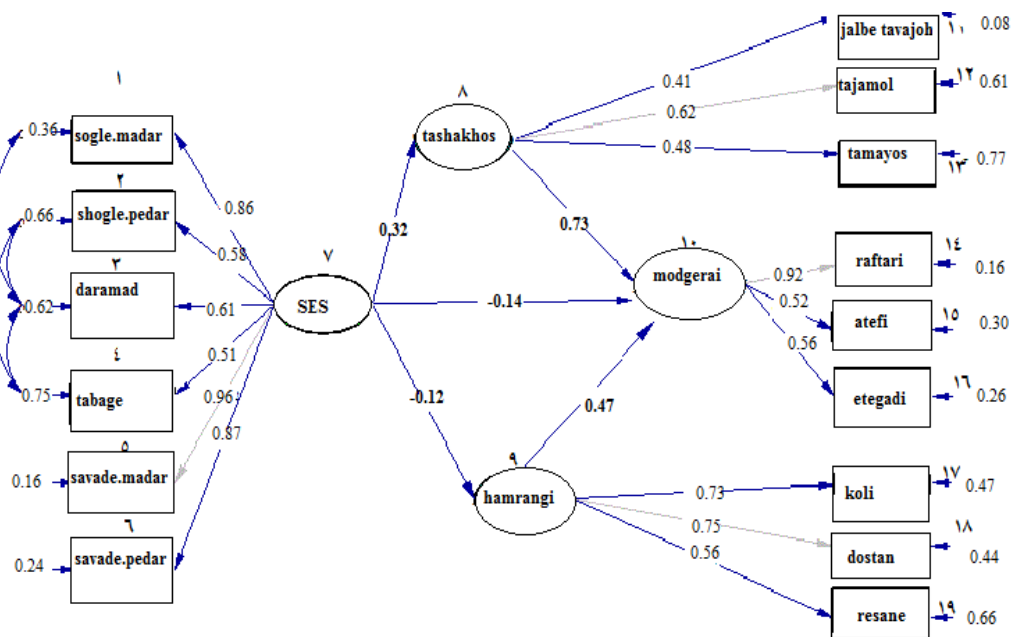 ١
0.36
sogle.madar
٢
0.66
shogle.pedar
٣
0.62
daramad
٤
0.75
tabage
٥
0.16
savade.madar
٦
0.24
savade.pedar
0.86
0.58
0.61
0.51
0.96
0.87
٧
SES
0.32
-0.14
-0.12
٨
tashakhos
0.73
٩
hamrangi
0.47
١٠
modgerai
0.41
0.62
0.48
jalbe tavajoh
١١
0.08
tajamol
١٢
0.61
tamayos
١٣
0.77
0.92
0.52
0.56
raftari
١٤
0.16
atefi
١٥
0.30
etegadi
١٦
0.26
0.73
0.75
0.56
koli
١٧
0.47
dostan
١٨
0.44
resane
١٩
0.66